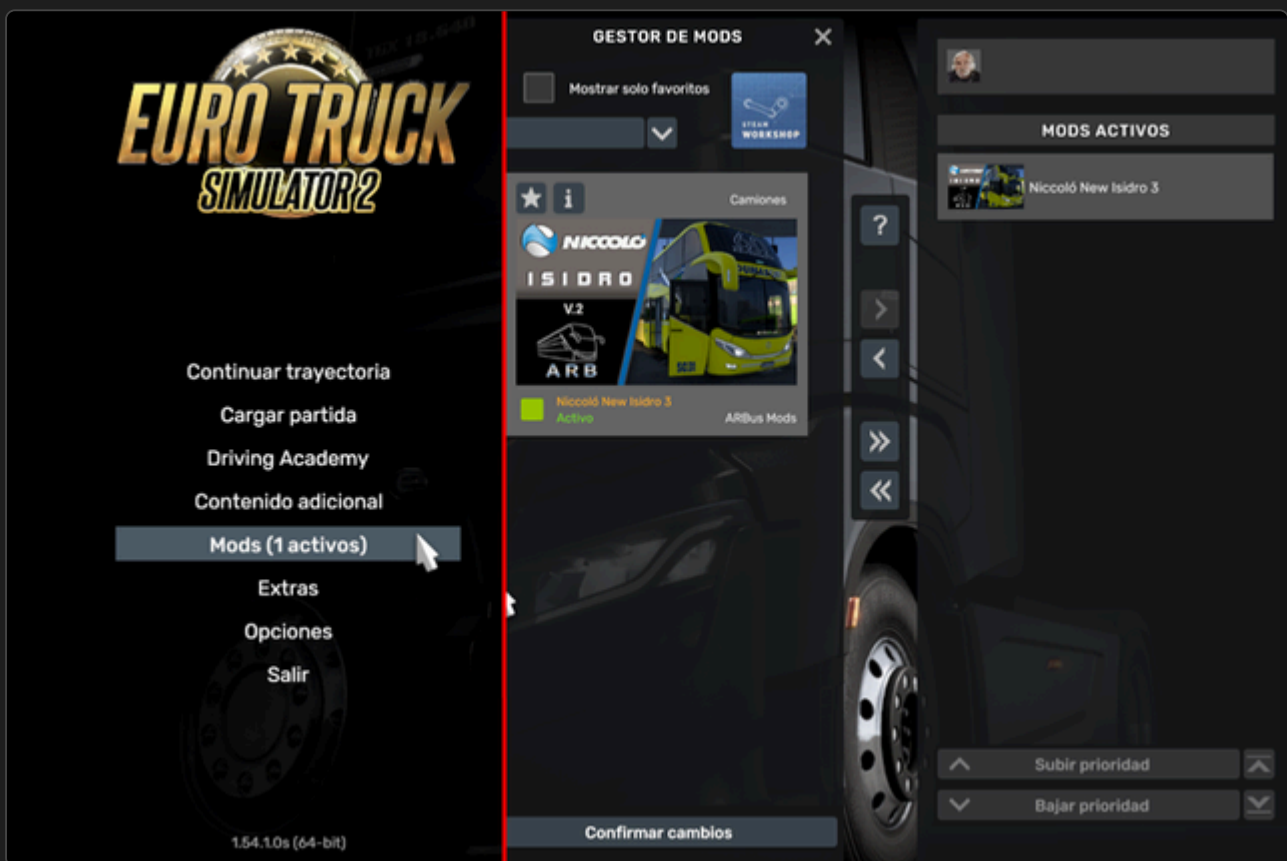 EURO TRUCK
SIMULATOR 2
Continuar trayectoria
Cargar partida
Driving Academy
Contenido adicional
Mods (1 activos)
Extras
Opciones
Salir
1.54.1.0s (64-bit)
GESTOR DE MODS
Mostrar solo favoritos
STEAM
WORKSHOP
Camiones
NICCOLO
ISIDRO
V.2
ARB
5031
Niccoló New Isidro 3
Activo
ARBus Mods
?
Confirmar cambios
MODS ACTIVOS
Niccoló New Isidro 3
Subir prioridad
Bajar prioridad